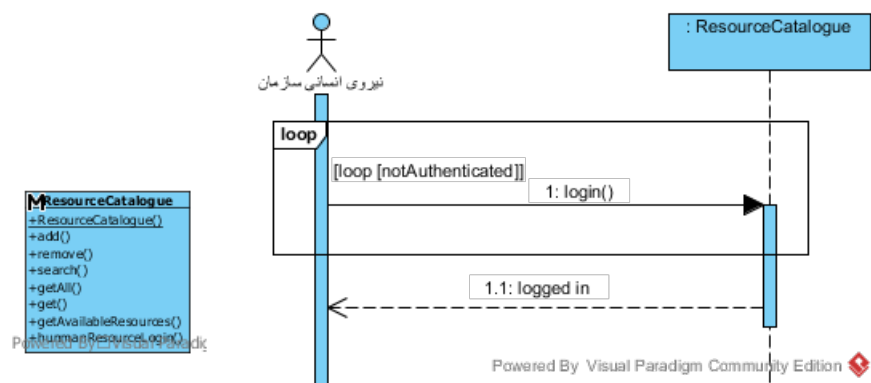 : ResourceCatalogue
نیروی انسانی سازمان
loop
[loop [notAuthenticated]]
1: login()
1.1: logged in
ResourceCatalogue
+ResourceCatalogue()
+add()
+remove()
+search()
+getAll()
+get()
+getAvailableResources()
+hunmanResourceLogin()
Powered By Visual Paradigm Community Edition